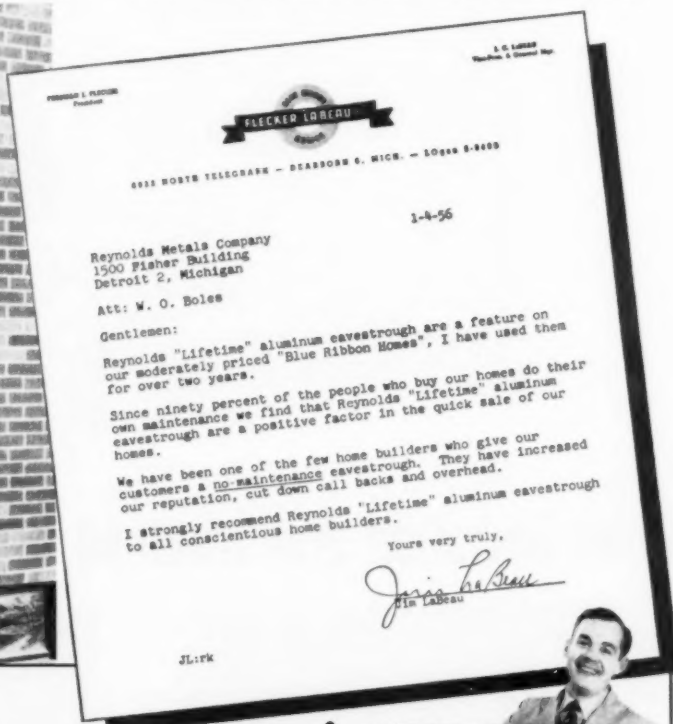 President
FLECKER LABEAU
NORTH TELEGRAPH — DEARBORN 6, MICH. — LOgan
1-4-56
Reynolds Metals Company
1500 Fisher Building
Detroit 2, Michigan
Att: W. O. Boles
Gentlemen:
Reynolds "Lifetime" aluminum eavestrough are a feature on
our moderately priced "Blue Ribbon Homes", I have used them
for over two years.
Since ninety percent of the people who buy our homes do their
own maintenance we find that Reynolds "Lifetime" aluminum
eavestrough are a positive factor in the quick sale of our
homes.
We have been one of the few home builders who give our
customers a no-maintenance eavestrough. They have increased
our reputation, cut down call backs and overhead.
I strongly recommend Reynolds "Lifetime" aluminum eavestrough
to all conscientious home builders.
Yours very truly,
Jim LaBeau
JL:rk